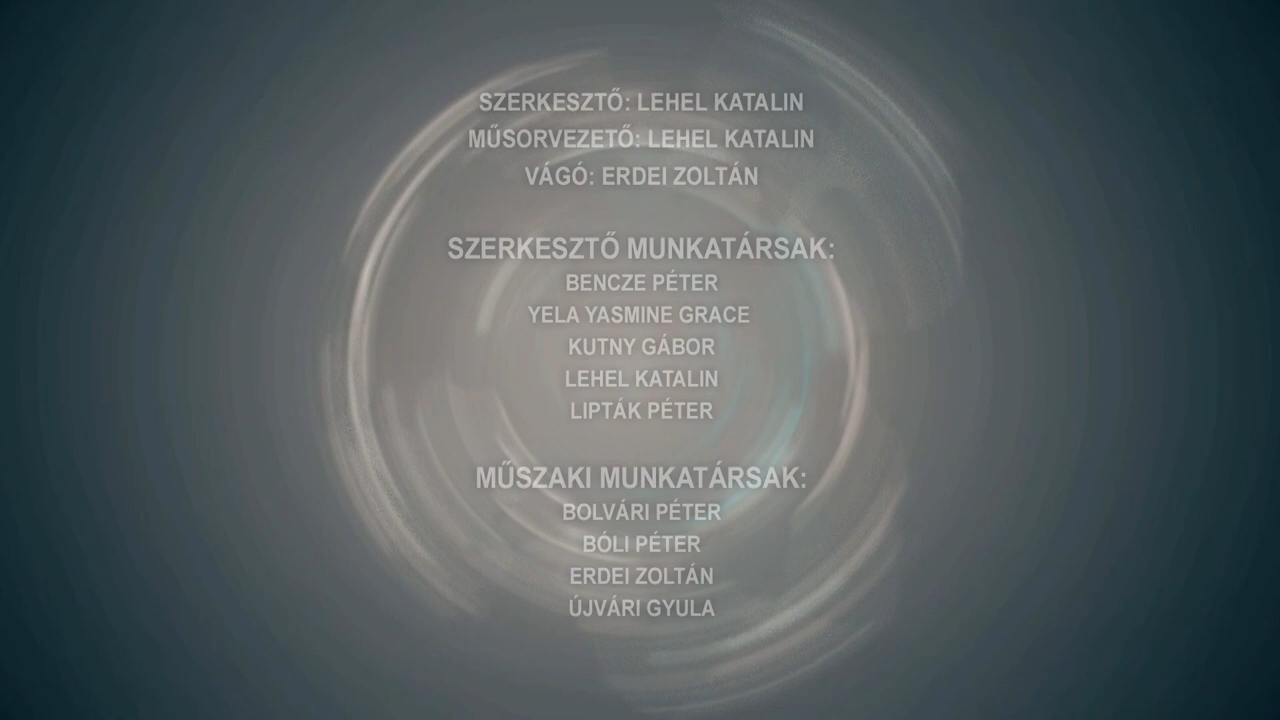 SZERKESZTŐ: LEHEL KATALIN
MŰSORVEZETŐ: LEHEL KATALIN
VÁGÓ: ERDEI ZOLTÁN
SZERKESZTŐ MUNKATÁRSAK:
BENCZE PÉTER
YELA YASMINE GRACE
KUTNY GÁBOR
LEHEL KATALIN
LIPTÁK PÉTER
MŰSZAKI MUNKATÁRSAK:
BOLVÁRI PÉTER
BÓLI PÉTER
ERDEI ZOLTÁN
ÚJVÁRI GYULA